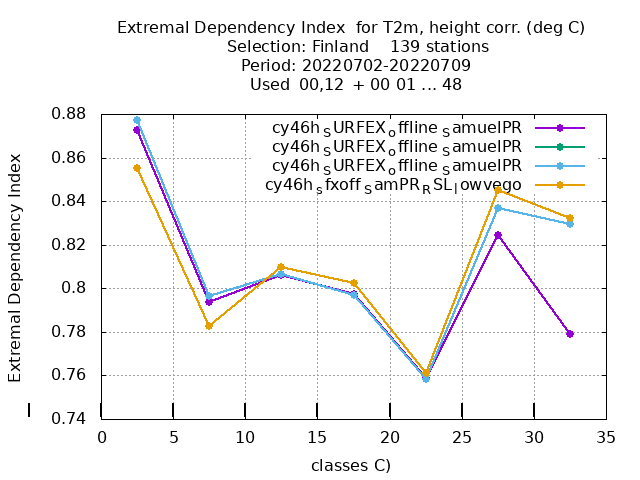 Extremal Dependency Index  for T2m, height corr. (deg C)
Selection: Finland    139 stations
Period: 20220702-20220709
Used  00,12  + 00 01 ... 48
cy46h_SURFEX_offline_SamuelPR
cy46h_SURFEX_offline_SamuelPR
cy46h_SURFEX_offline_SamuelPR
cy46h_sfxoff_SamPR_RSL_lowvego
Extremal Dependency Index
0.88
0.86
0.84
0.82
0.8
0.78
0.76
0.74
0 5 10 15 20 25 30 35
classes C)